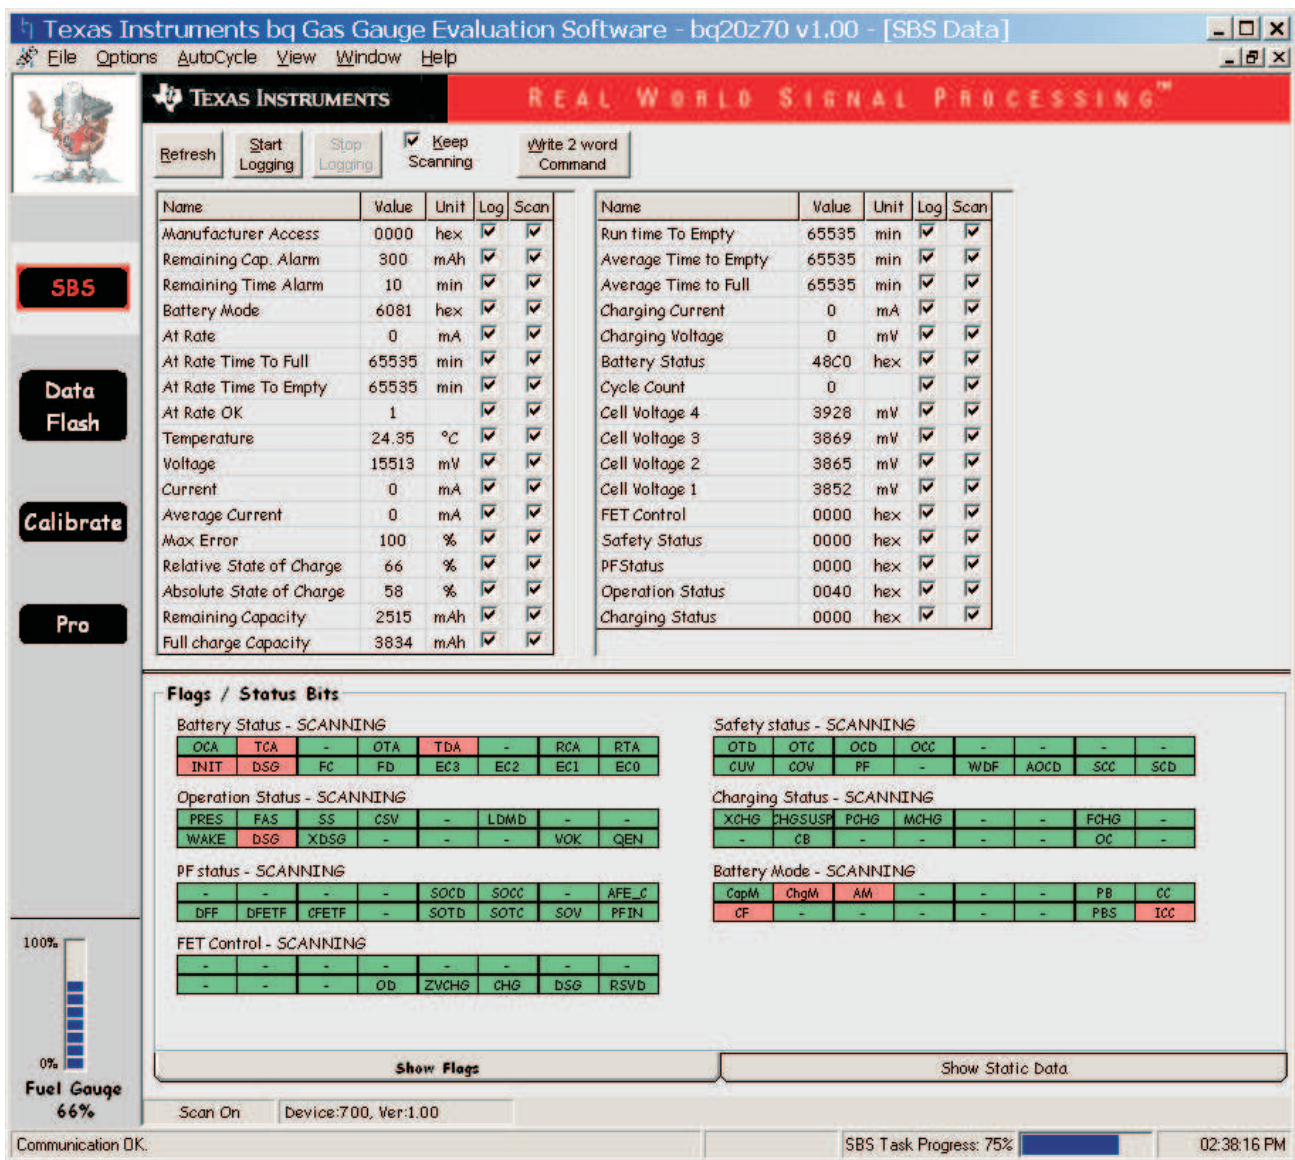 Texas Instruments bq Gas Gauge Evaluation Software - bq20z70 v1.00 - [SBS Data]
File Options AutoCycle View Window Help
TEXAS INSTRUMENTS REAL WORLD SIGNAL PROCESSING™
Refresh Start Logging Stop Logging Keep Scanning Write 2 word Command
Name Value Unit Log Scan Name Value Unit Log Scan
Manufacturer Access 0000 hex Run time To Empty 65535 min
Remaining Cap. Alarm 300 mAh Average Time to Empty 65535 min
Remaining Time Alarm 10 min Average Time to Full 65535 min
Battery Mode 6081 hex Charging Current 0 mA
At Rate 0 mA Charging Voltage 0 mV
At Rate Time To Full 65535 min Battery Status 48C0 hex
At Rate Time To Empty 65535 min Cycle Count 0
At Rate OK 1 Cell Voltage 4 3928 mV
Temperature 24.35 °C Cell Voltage 3 3869 mV
Voltage 15513 mV Cell Voltage 2 3865 mV
Current 0 mA Cell Voltage 1 3852 mV
Average Current 0 mA FET Control 0000 hex
Max Error 100 % Safety Status 0000 hex
Relative State of Charge 66 % PFStatus 0000 hex
Absolute State of Charge 58 % Operation Status 0040 hex
Remaining Capacity 2515 mAh Charging Status 0000 hex
Full charge Capacity 3834 mAh
SBS
Data
Flash
Calibrate
Pro
Flags / Status Bits
Battery Status - SCANNING
OCA TCA - OTA TDA - RCA RTA
INIT DSG FC FD EC3 EC2 EC1 EC0
Safety status - SCANNING
OTD OTC OCD OCC - - - -
CUV COV PF - WDF AOCD SCC SCD
Operation Status - SCANNING
PRES FAS SS CSV - LDMD - -
WAKE DSG XDSG - - - VOK QEN
Charging Status - SCANNING
XCHG CHGSUSP PCHG MCHG - - FCHG -
- CB - - - - OC -
PF status - SCANNING
- - - - SOCD SOCC - AFE_C
DFF DFETF CFETF - SOTD SOTC SOV PFIN
Battery Mode - SCANNING
CapM ChgM AM - - - PB CC
CF - - - - - PBS ICC
FET Control - SCANNING
- - - - - - - -
- - - OD ZVCHG CHG DSG RSVD
Show Flags Show Static Data
100%
0%
Fuel Gauge
66%
Scan On Device:700, Ver:1.00
Communication OK. SBS Task Progress: 75% 02:38:16 PM